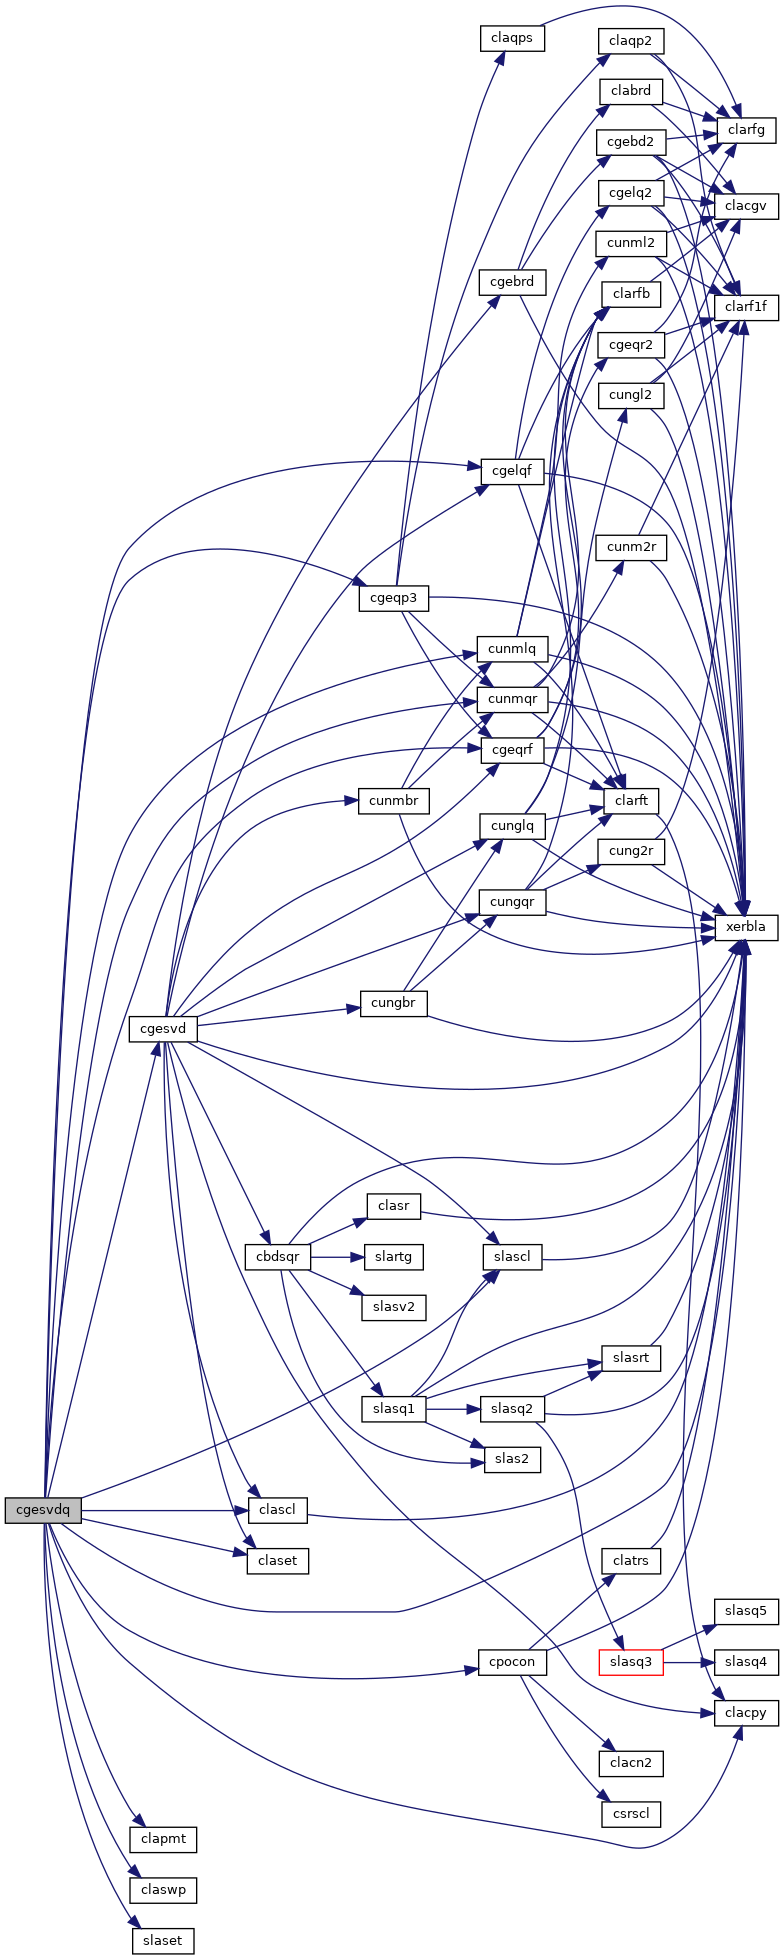 claqps
claqp2
clabrd
clarfg
cgebd2
cgelq2
clacgv
cunml2
cgebrd
clarfb
clarf1f
cgeqr2
cungl2
cgelqf
cunm2r
cgeqp3
cunmlq
cunmqr
cgeqrf
cunmbr
clarft
cunglq
cung2r
cungqr
xerbla
cungbr
cgesvd
clasr
cbdsqr
slartg
slascl
slasv2
slasrt
slasq1
slasq2
slas2
cgesvdq
clascl
claset
clatrs
slasq5
cpocon
slasq3
slasq4
clacpy
clacn2
csrscl
clapmt
claswp
slaset